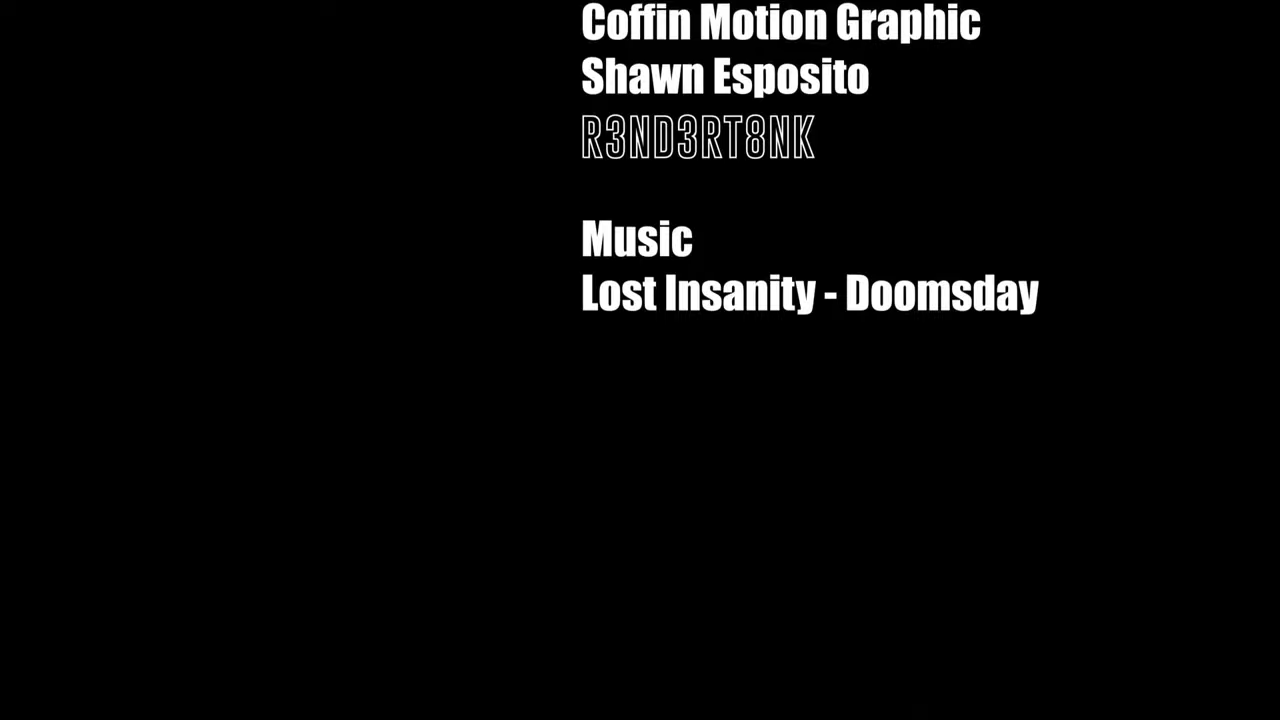 Coffin Motion Graphic
Shawn Esposito
R3ND3RT8NK
Music
Lost Insanity - Doomsday